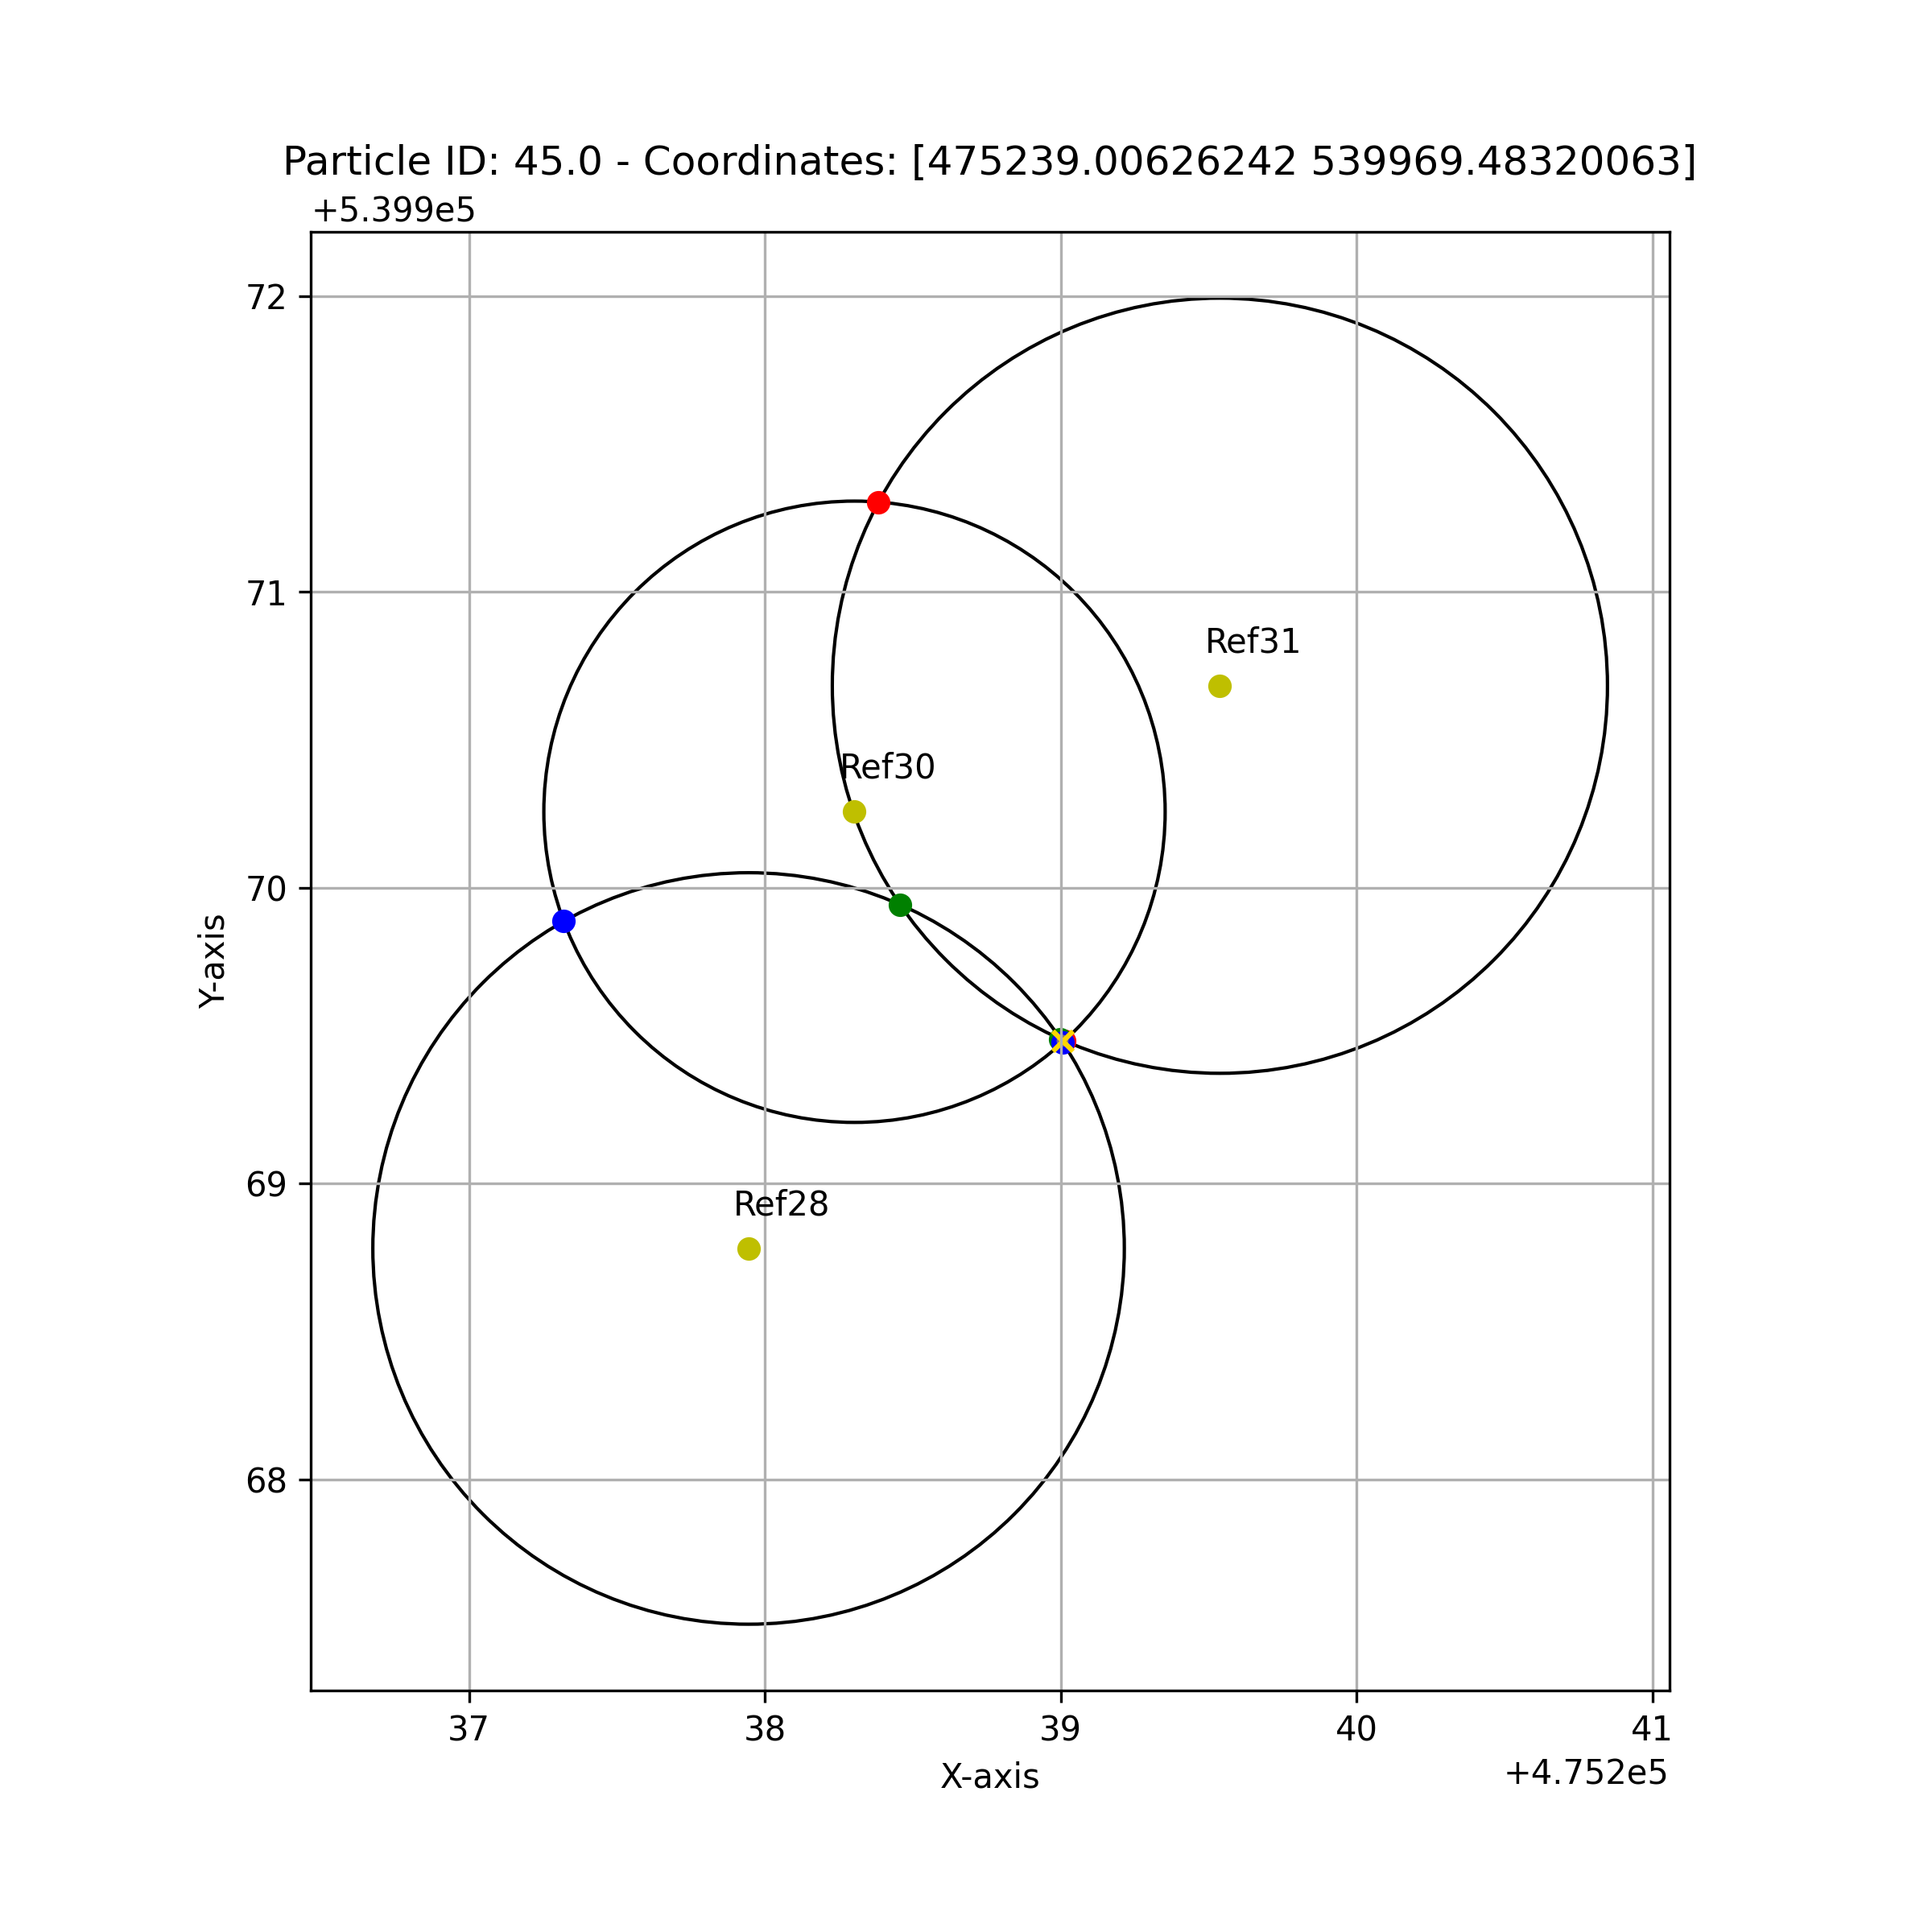 Particle ID: 45.0 - Coordinates: [475239.00626242 539969.48320063]
+5.399e5
72
71
Ref31
Ref30
70
Y-axis
69
Ref28
68
37 38 39 40 41
X-axis
+4.752e5